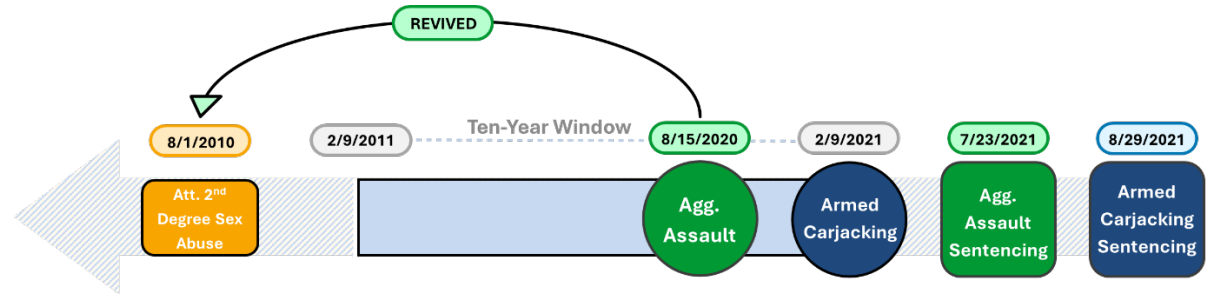 REVIVED
Ten-Year Window
8/1/2010
2/9/2011
8/15/2020
2/9/2021
7/23/2021
8/29/2021
Att. 2nd
Degree Sex
Abuse
Agg.
Assault
Armed
Carjacking
Agg.
Assault
Sentencing
Armed
Carjacking
Sentencing